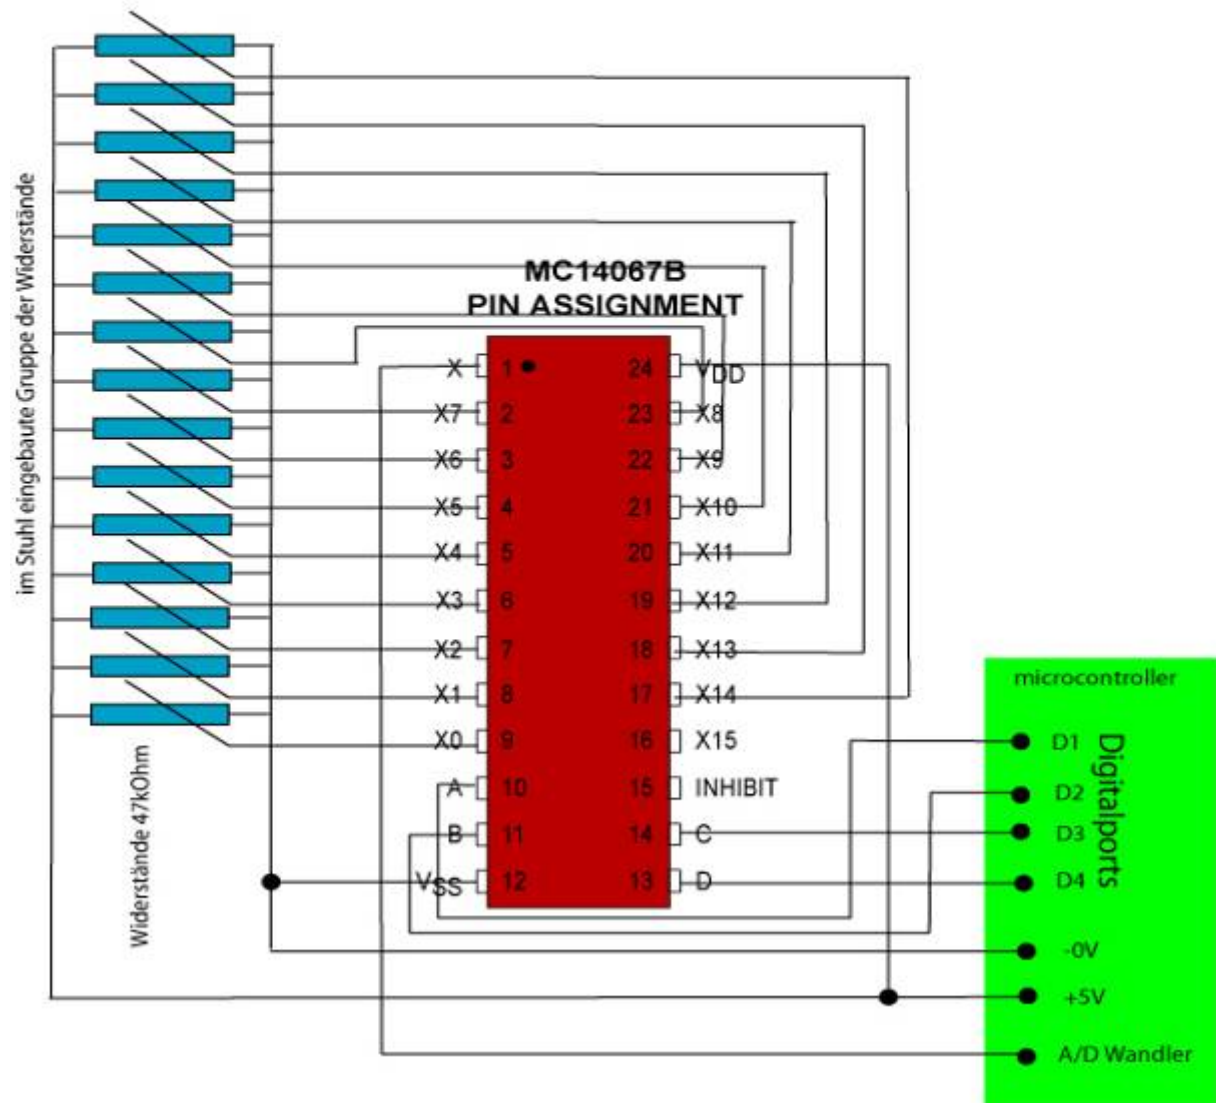 im Stuhl eingebaute Gruppe der Widerstände
Widerstände 47kOhm
MC14067B
PIN ASSIGNMENT
X 1 24 VDD
X7 2 23 X8
X6 3 22 X9
X5 4 21 X10
X4 5 20 X11
X3 6 19 X12
X2 7 18 X13
X1 8 17 X14
X0 9 16 X15
A 10 15 INHIBIT
B 11 14 C
VSS 12 13 D
microcontroller
Digitalports
D1
D2
D3
D4
-0V
+5V
A/D Wandler